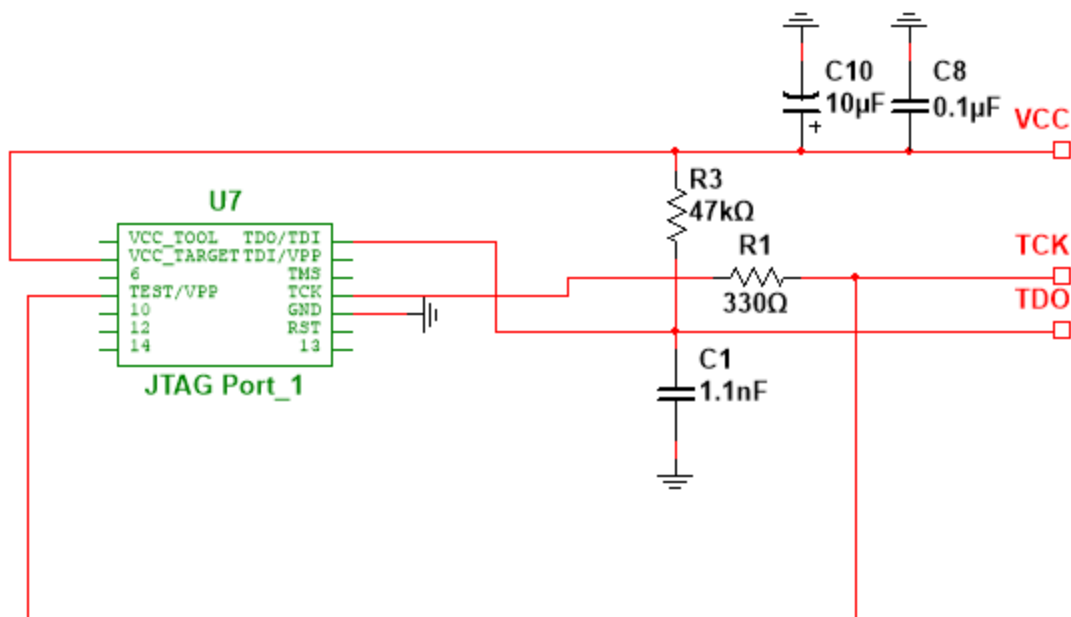 C10
10µF
+
C8
0.1µF
VCC
R3
47kΩ
U7
VCC_TOOL TDO/TDI
VCC_TARGET TDI/VPP
6 TMS
TEST/VPP TCK
10 GND
12 RST
14 13
JTAG Port_1
R1
330Ω
TCK
TDO
C1
1.1nF